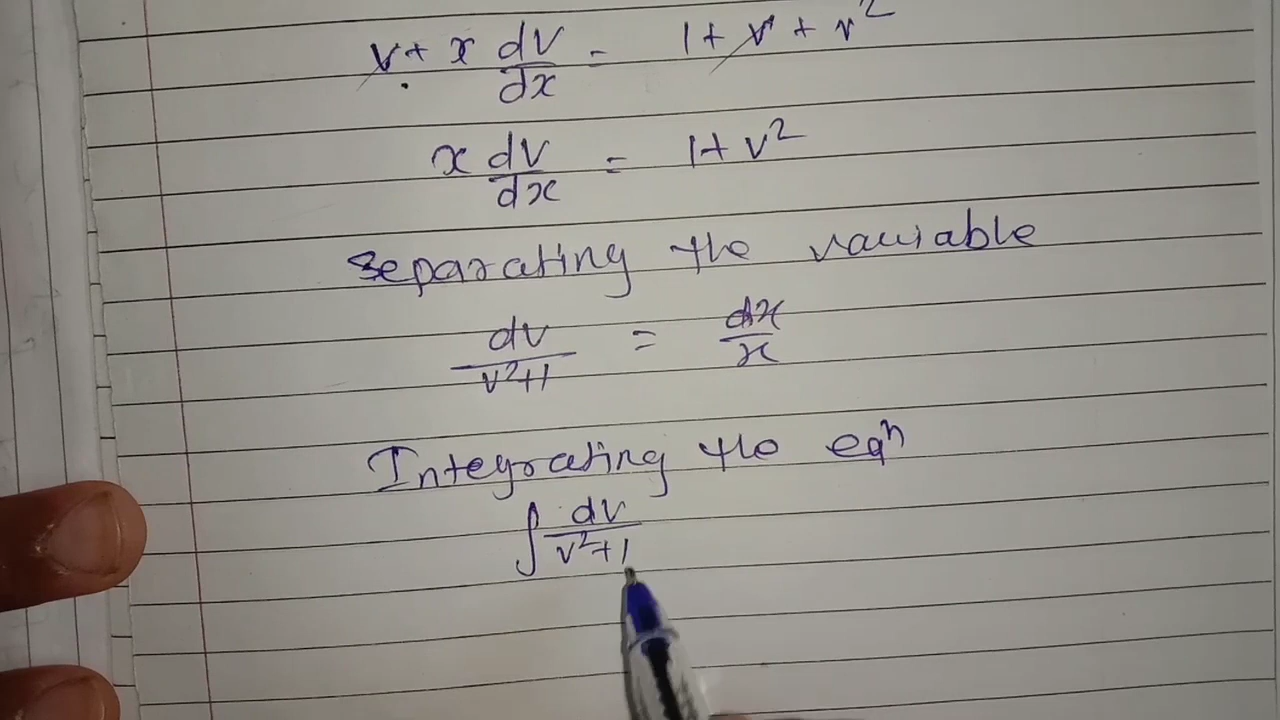 v + x dv/dx = 1 + v + v²
x dv/dx = 1 + v²
Separating the variable
dv/v²+1 = dx/x
Integrating the eqⁿ
∫ dv/v²+1